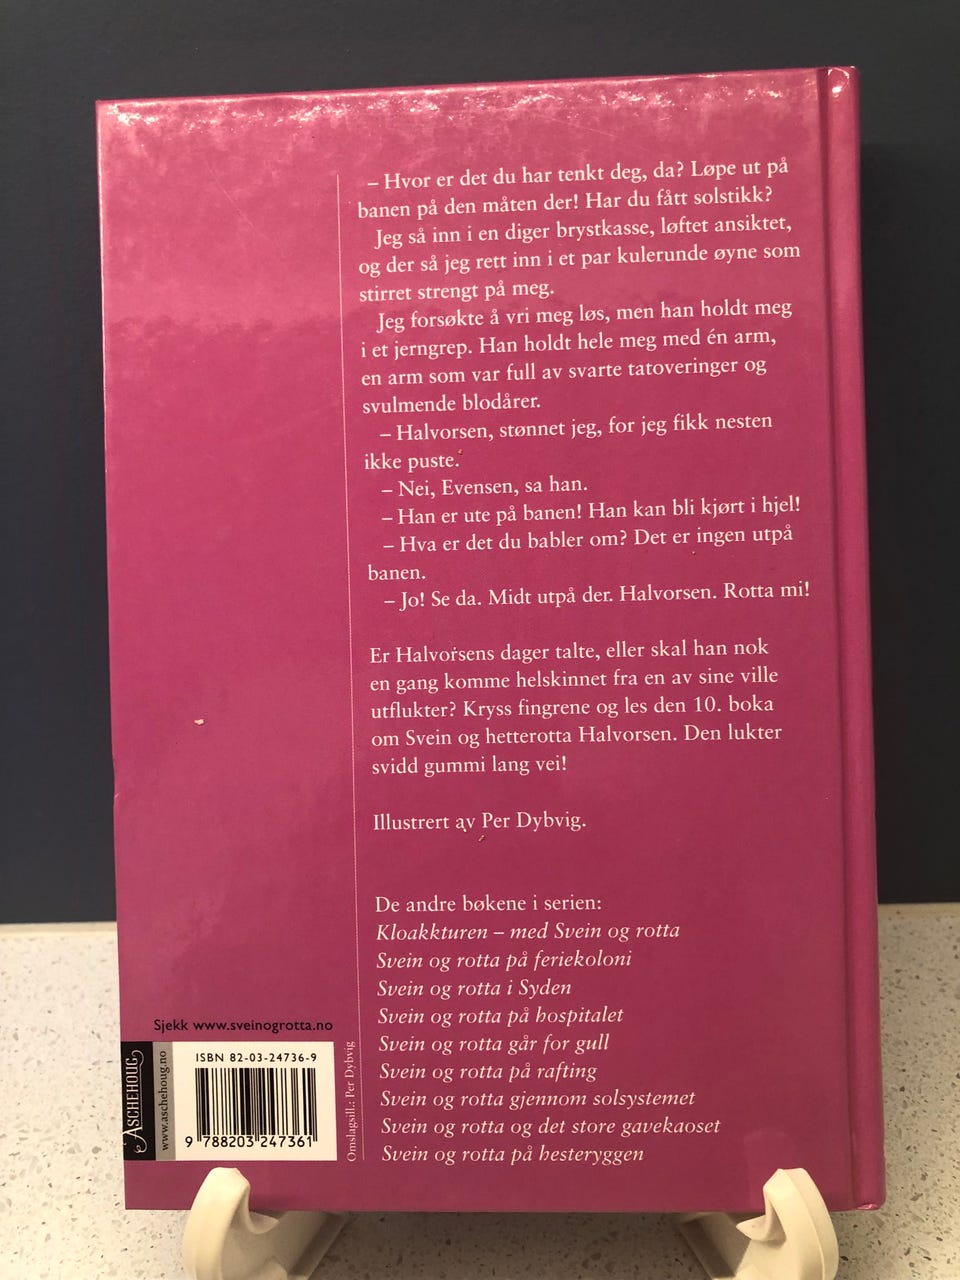 – Hvor er det du har tenkt deg, da? Løpe ut på
banen på den måten der! Har du fått solstikk?
Jeg så inn i en diger brystkasse, løftet ansiktet,
og der så jeg rett inn i et par kulerunde øyne som
stirret strengt på meg.
Jeg forsøkte å vri meg løs, men han holdt meg
i et jerngrep. Han holdt hele meg med én arm,
en arm som var full av svarte tatoveringer og
svulmende blodårer.
– Halvorsen, stønnet jeg, for jeg fikk nesten
ikke puste.
– Nei, Evensen, sa han.
– Han er ute på banen! Han kan bli kjørt i hjel!
– Hva er det du babler om? Det er ingen utpå
banen.
– Jo! Se da. Midt utpå der. Halvorsen. Rotta mi!
Er Halvorsens dager talte, eller skal han nok
en gang komme helskinnet fra en av sine ville
utflukter? Kryss fingrene og les den 10. boka
om Svein og hetterotta Halvorsen. Den lukter
svidd gummi lang vei!
Illustrert av Per Dybvig.
De andre bøkene i serien:
Kloakkturen – med Svein og rotta
Svein og rotta på feriekoloni
Svein og rotta i Syden
Svein og rotta på hospitalet
Svein og rotta går for gull
Svein og rotta på rafting
Svein og rotta gjennom solsystemet
Svein og rotta og det store gavekaoset
Svein og rotta på hesteryggen
Sjekk www.sveinogrotta.no
ASCHEHOUG
www.aschehoug.no
ISBN 82-03-24736-9
9 788203 247361
Omslagsill.: Per Dybvig